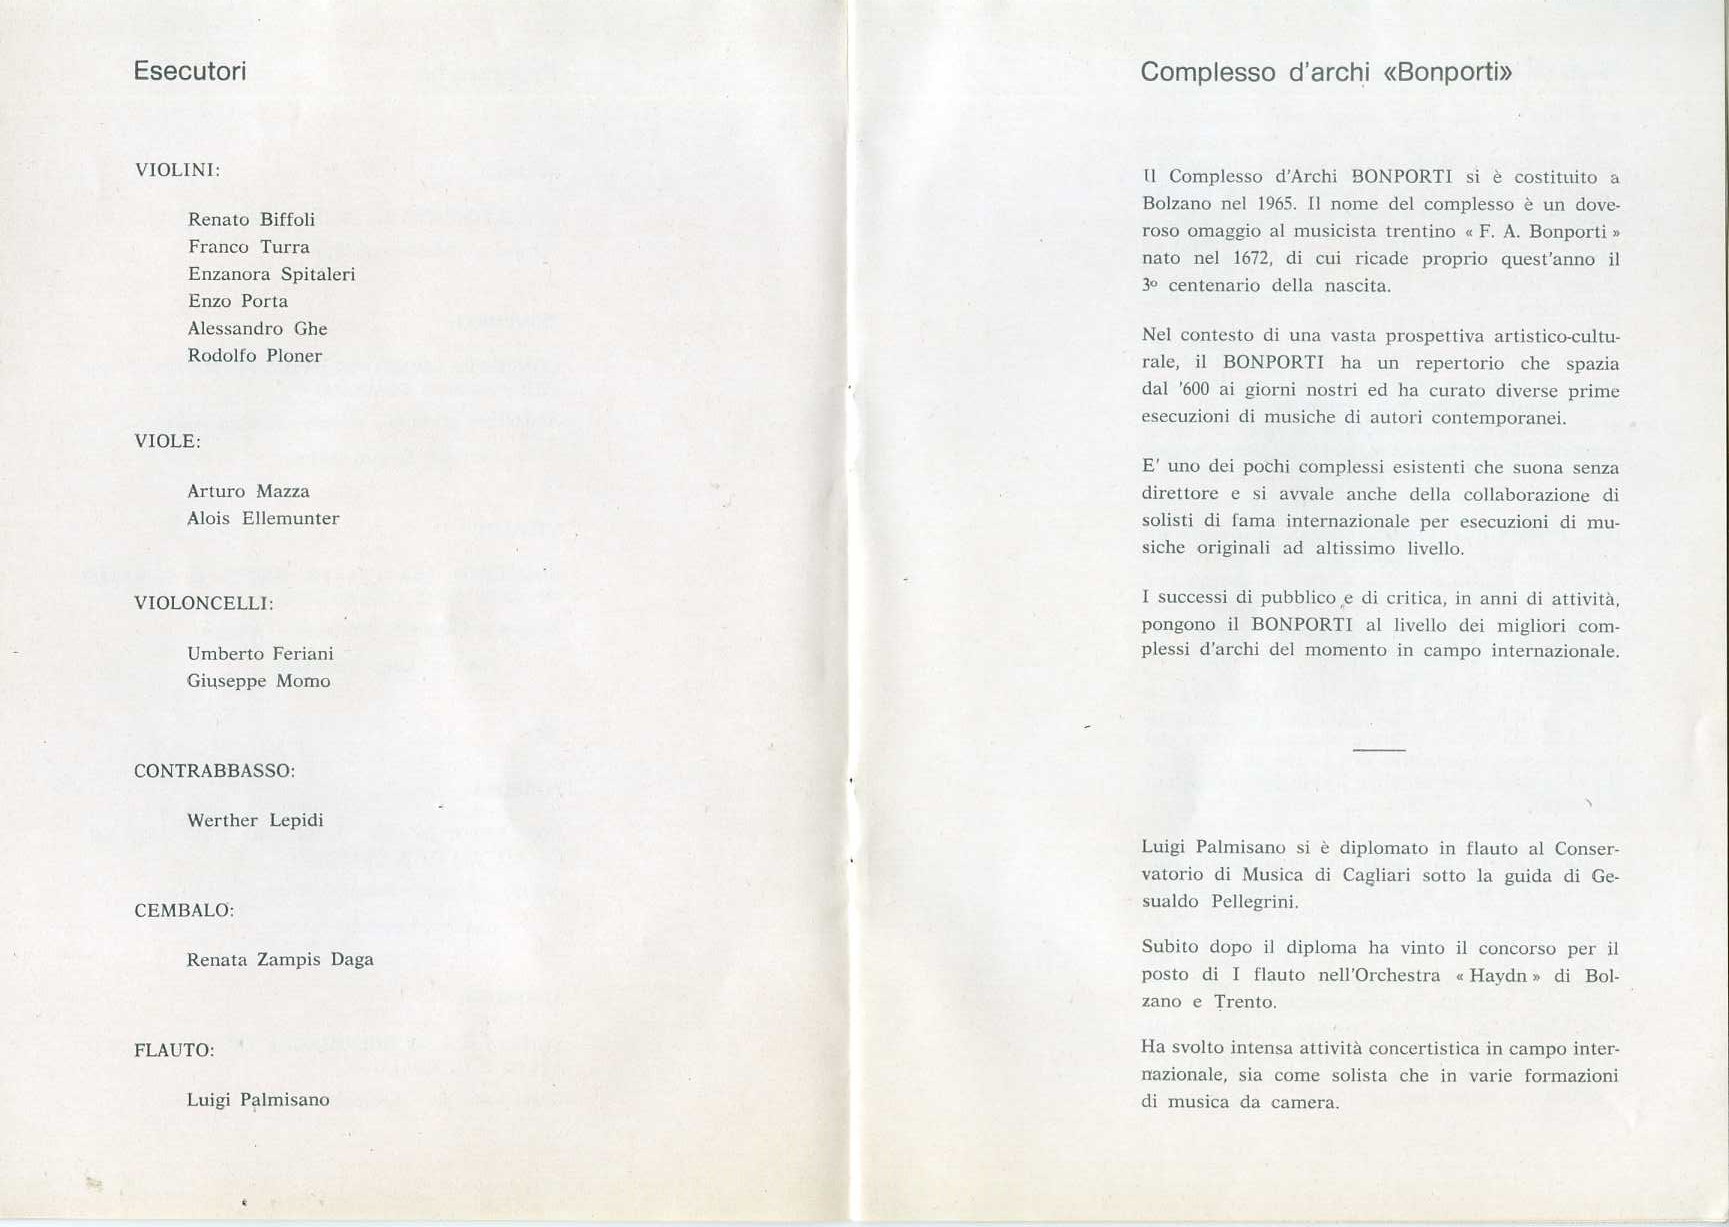 Esecutori
VIOLINI:
Renato Biffoli
Franco Turra
Enzanora Spitaleri
Enzo Porta
Alessandro Ghe
Rodolfo Ploner
VIOLE:
Arturo Mazza
Alois Ellemunter
VIOLONCELLI:
Umberto Feriani
Giuseppe Momo
CONTRABBASSO:
Werther Lepidi
CEMBALO:
Renata Zampis Daga
FLAUTO:
Luigi Palmisano
Complesso d'archi «Bonporti»
Il Complesso d'Archi BONPORTI si è costituito a
Bolzano nel 1965. Il nome del complesso è un dove-
roso omaggio al musicista trentino « F. A. Bonporti »
nato nel 1672, di cui ricade proprio quest'anno il
3º centenario della nascita.
Nel contesto di una vasta prospettiva artistico-cultu-
rale, il BONPORTI ha un repertorio che spazia
dal '600 ai giorni nostri ed ha curato diverse prime
esecuzioni di musiche di autori contemporanei.
E' uno dei pochi complessi esistenti che suona senza
direttore e si avvale anche della collaborazione di
solisti di fama internazionale per esecuzioni di mu-
siche originali ad altissimo livello.
I successi di pubblico e di critica, in anni di attività,
pongono il BONPORTI al livello dei migliori com-
plessi d'archi del momento in campo internazionale.
Luigi Palmisano si è diplomato in flauto al Conser-
vatorio di Musica di Cagliari sotto la guida di Ge-
sualdo Pellegrini.
Subito dopo il diploma ha vinto il concorso per il
posto di I flauto nell'Orchestra « Haydn » di Bol-
zano e Trento.
Ha svolto intensa attività concertistica in campo inter-
nazionale, sia come solista che in varie formazioni
di musica da camera.